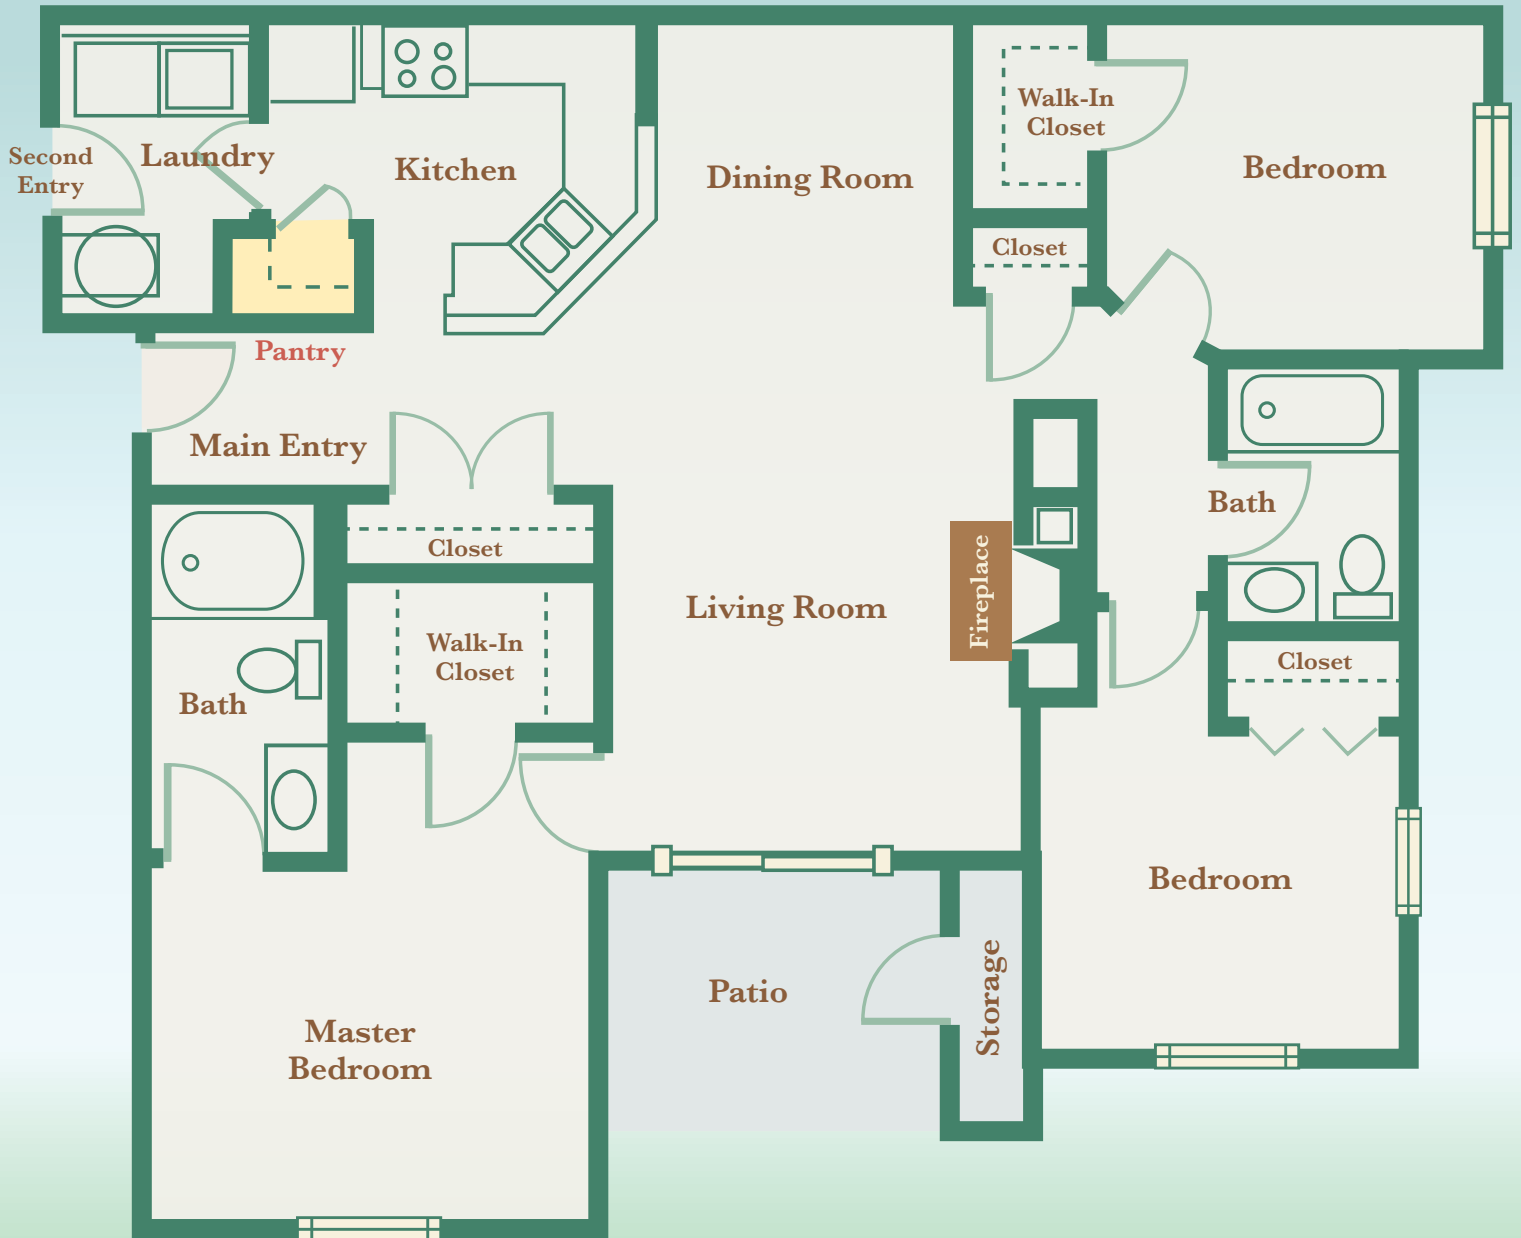 Walk-In
Closet
Second
Entry
Laundry
Kitchen
Dining Room
Bedroom
Closet
Pantry
Main Entry
Bath
Closet
Fireplace
Living Room
Walk-In
Closet
Closet
Bath
Bedroom
Patio
Storage
Master
Bedroom